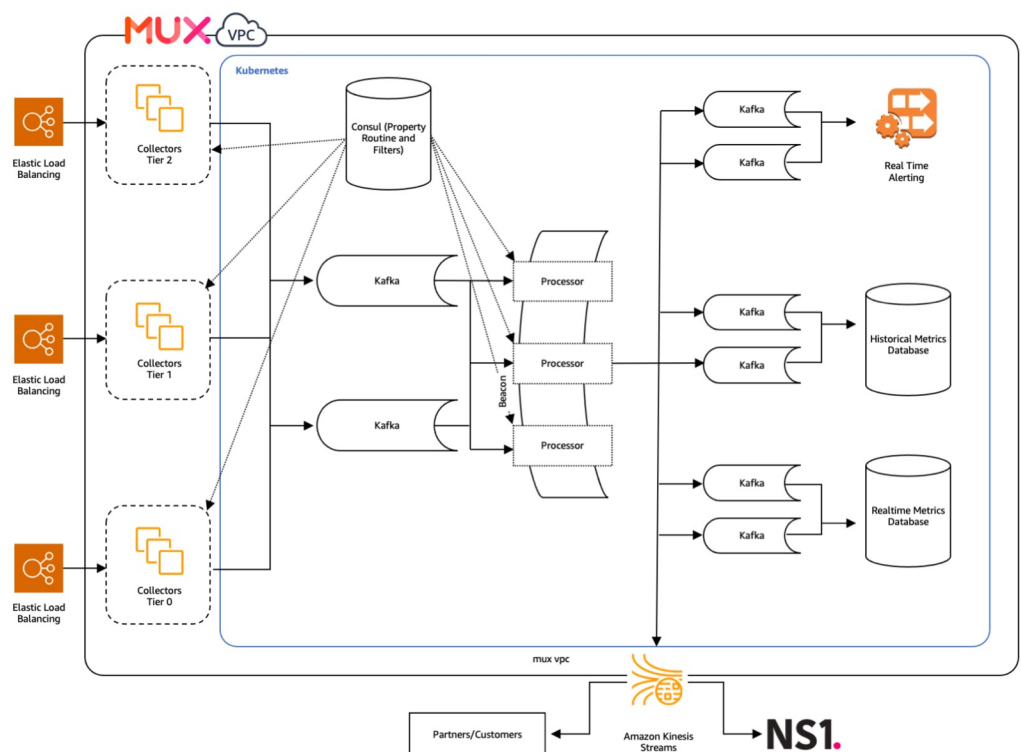 MUX
VPC
Kubernetes
Elastic Load
Balancing
Collectors
Tier 2
Consul (Property
Routine and
Filters)
Kafka
Kafka
Real Time
Alerting
Elastic Load
Balancing
Collectors
Tier 1
Kafka
Processor
Kafka
Kafka
Historical Metrics
Database
Processor
Beacon
Kafka
Processor
Elastic Load
Balancing
Collectors
Tier 0
Kafka
Kafka
Realtime Metrics
Database
mux vpc
Partners/Customers
Amazon Kinesis
Streams
NS1.